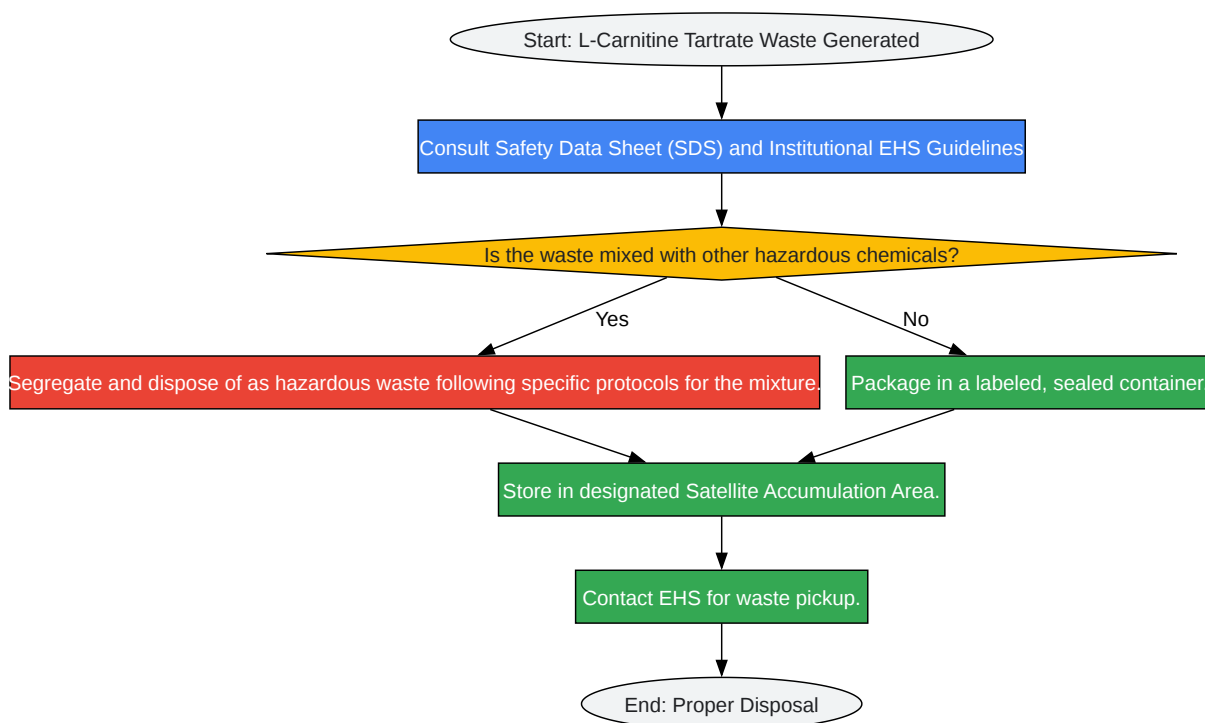 Start: L-Carnitine Tartrate Waste Generated
Consult Safety Data Sheet (SDS) and Institutional EHS Guidelines
Is the waste mixed with other hazardous chemicals?
Yes
No
Segregate and dispose of as hazardous waste following specific protocols for the mixture.
Package in a labeled, sealed container
Store in designated Satellite Accumulation Area.
Contact EHS for waste pickup.
End: Proper Disposal